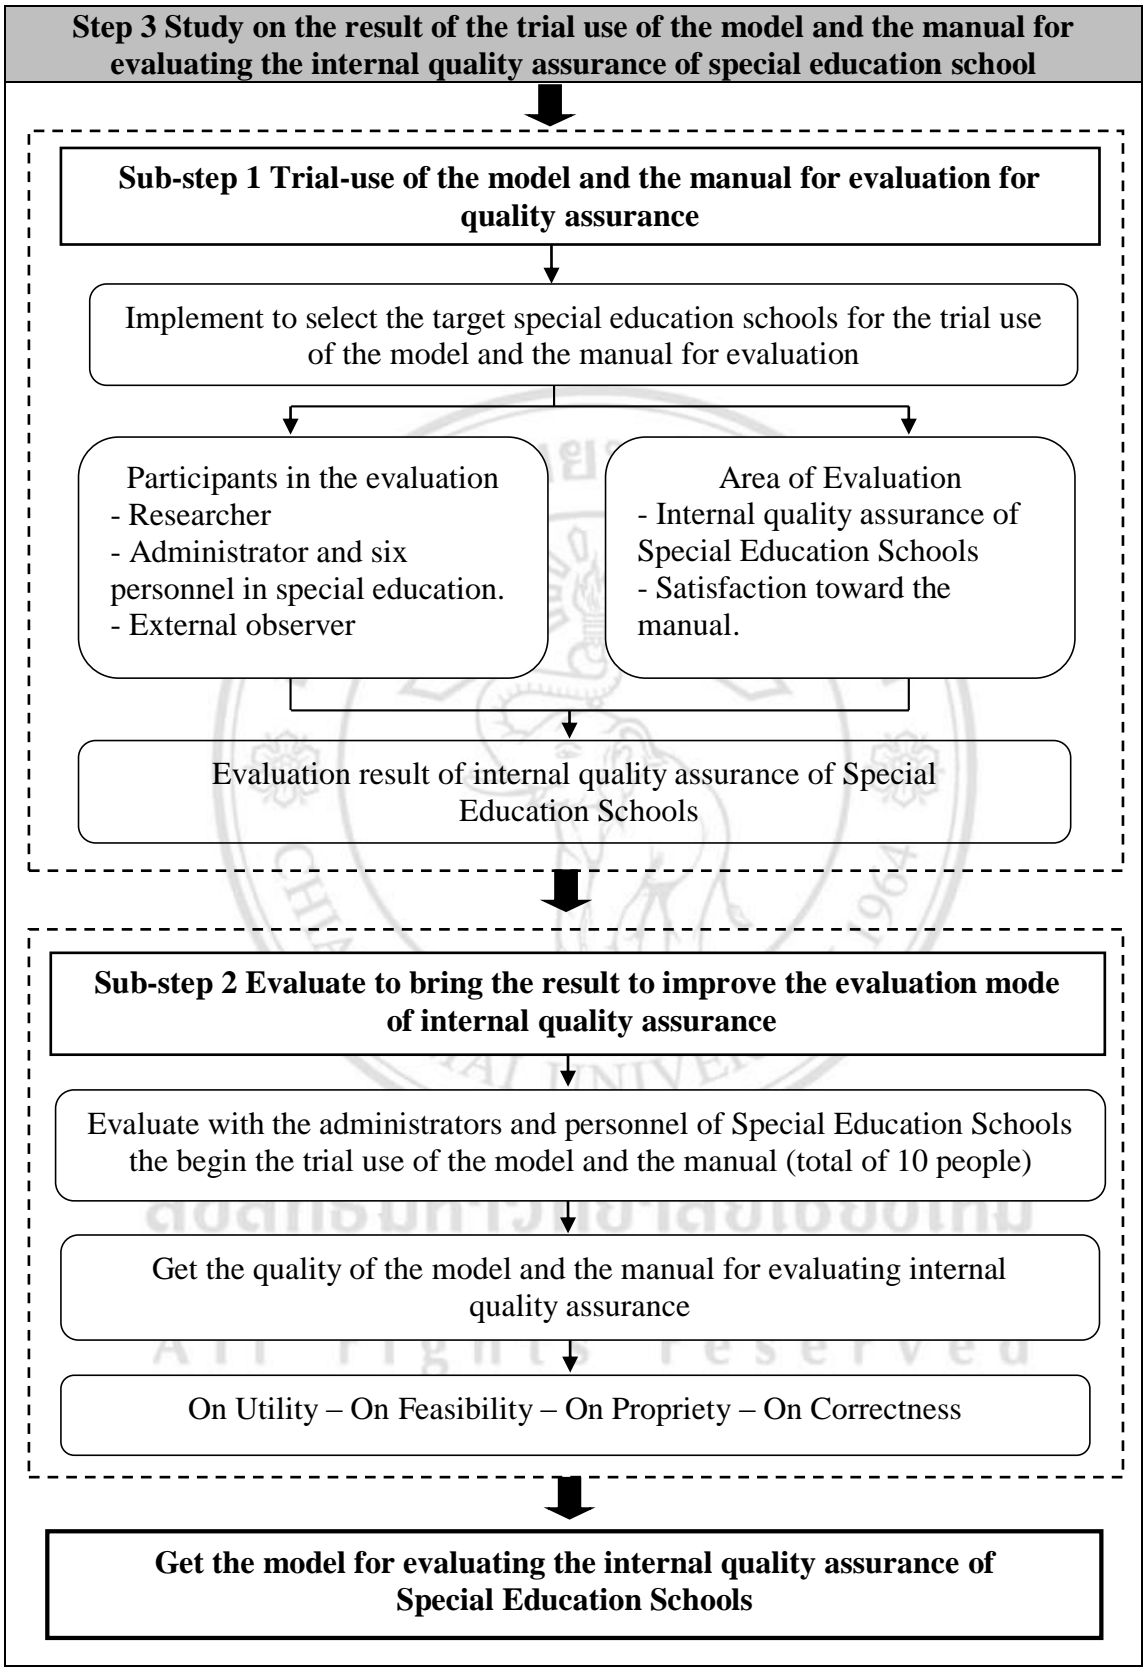 Step 3 Study on the result of the trial use of the model and the manual for
evaluating the internal quality assurance of special education school
Sub-step 1 Trial-use of the model and the manual for evaluation for
quality assurance
Implement to select the target special education schools for the trial use
of the model and the manual for evaluation
Participants in the evaluation
- Researcher
- Administrator and six
personnel in special education.
- External observer
Area of Evaluation
- Internal quality assurance of
Special Education Schools
- Satisfaction toward the
manual.
Evaluation result of internal quality assurance of Special
Education Schools
Sub-step 2 Evaluate to bring the result to improve the evaluation mode
of internal quality assurance
Evaluate with the administrators and personnel of Special Education Schools
the begin the trial use of the model and the manual (total of 10 people)
Get the quality of the model and the manual for evaluating internal
quality assurance
All rights reserved
On Utility – On Feasibility – On Propriety – On Correctness
Get the model for evaluating the internal quality assurance of
Special Education Schools
1964